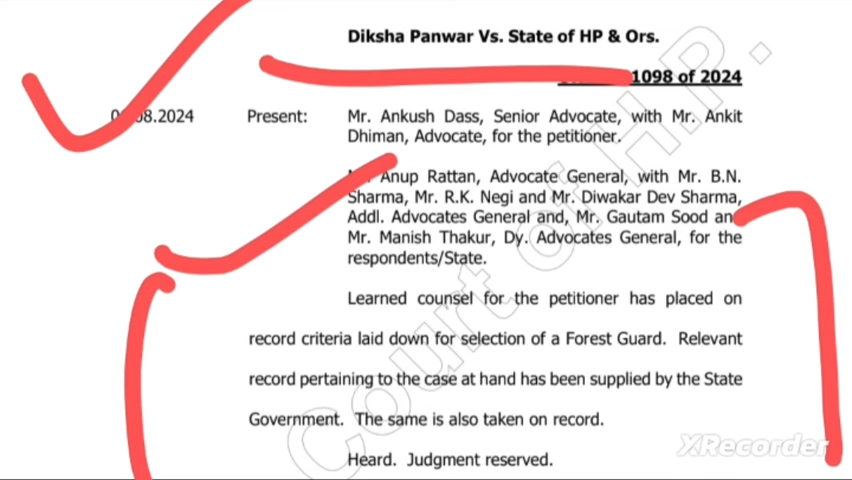 Diksha Panwar Vs. State of HP & Ors.
1098 of 2024
08.2024 Present: Mr. Ankush Dass, Senior Advocate, with Mr. Ankit
Dhiman, Advocate, for the petitioner.
Anup Rattan, Advocate General, with Mr. B.N.
Sharma, Mr. R.K. Negi and Mr. Diwakar Dev Sharma,
Addl. Advocates General and, Mr. Gautam Sood and
Mr. Manish Thakur, Dy. Advocates General, for the
respondents/State.
Learned counsel for the petitioner has placed on
record criteria laid down for selection of a Forest Guard. Relevant
record pertaining to the case at hand has been supplied by the State
Government. The same is also taken on record.
Heard. Judgment reserved.
Court of H.P.
XRecorder